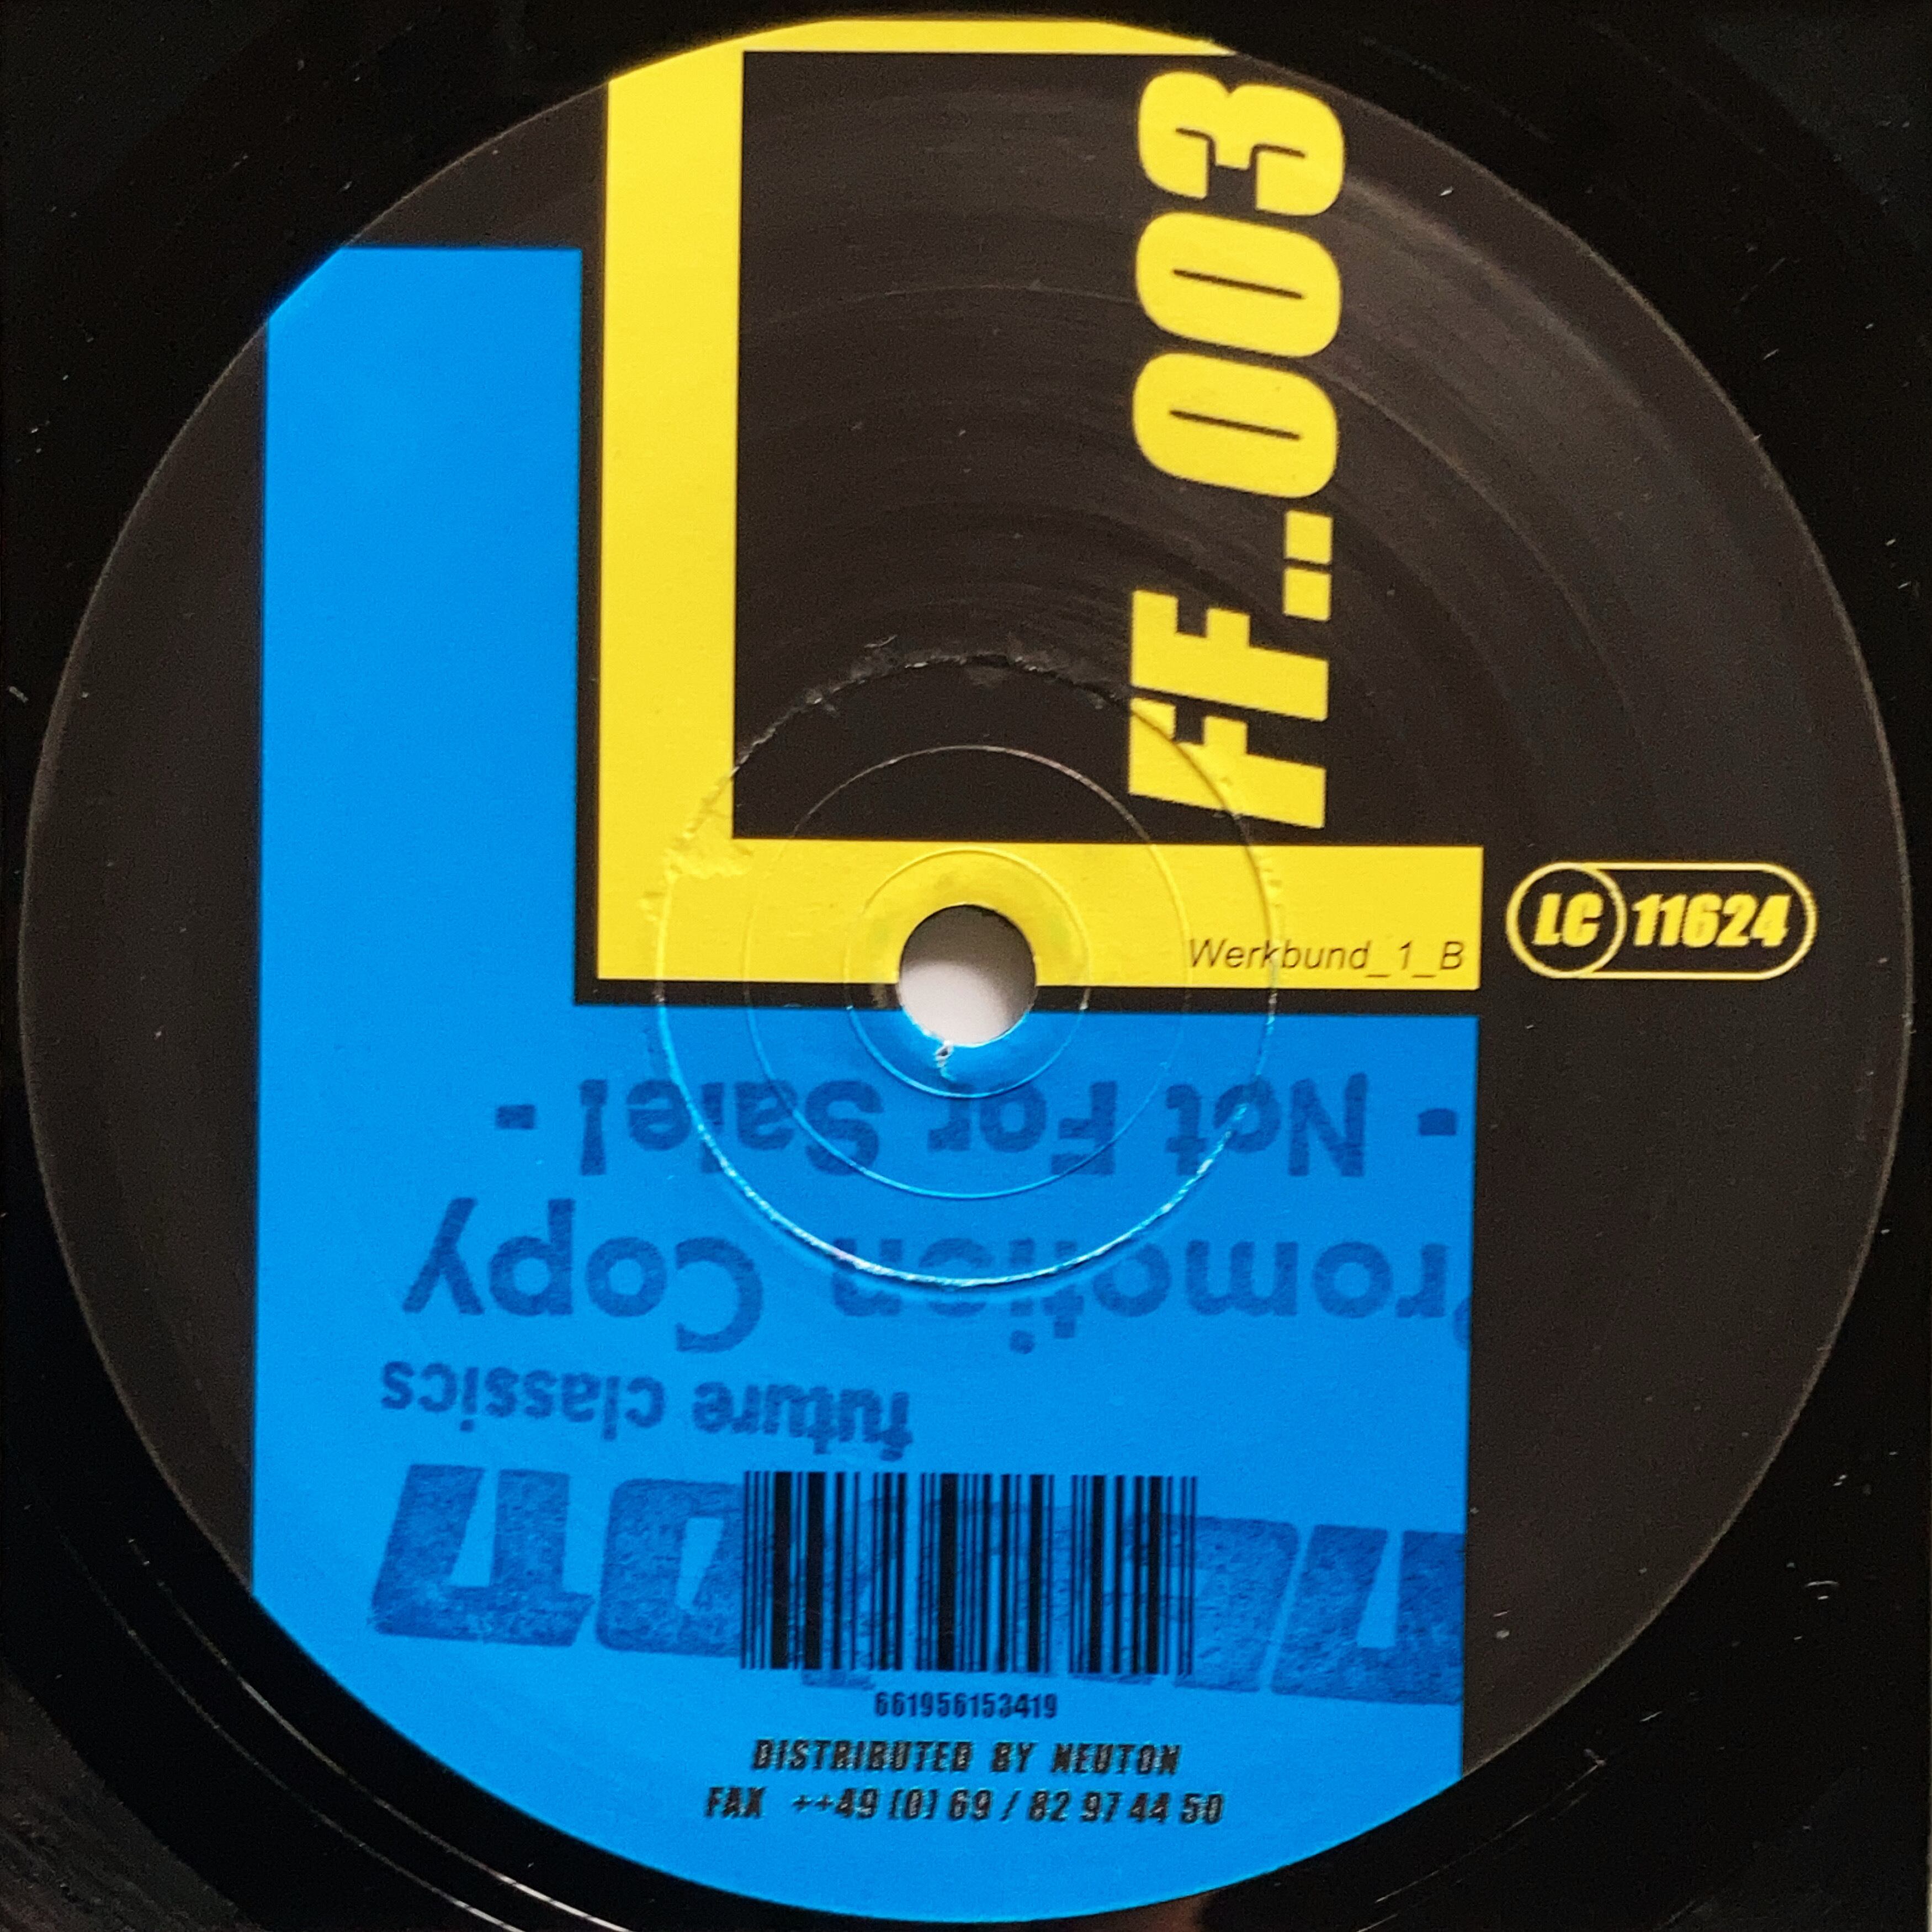 FF..003
LC 11624
Werkbund_1_B
- Not For Sale! -
Promotion Copy
future classics
neuton
661956153419
DISTRIBUTED BY NEUTON
FAX ++49 (0) 69 / 82 97 44 50